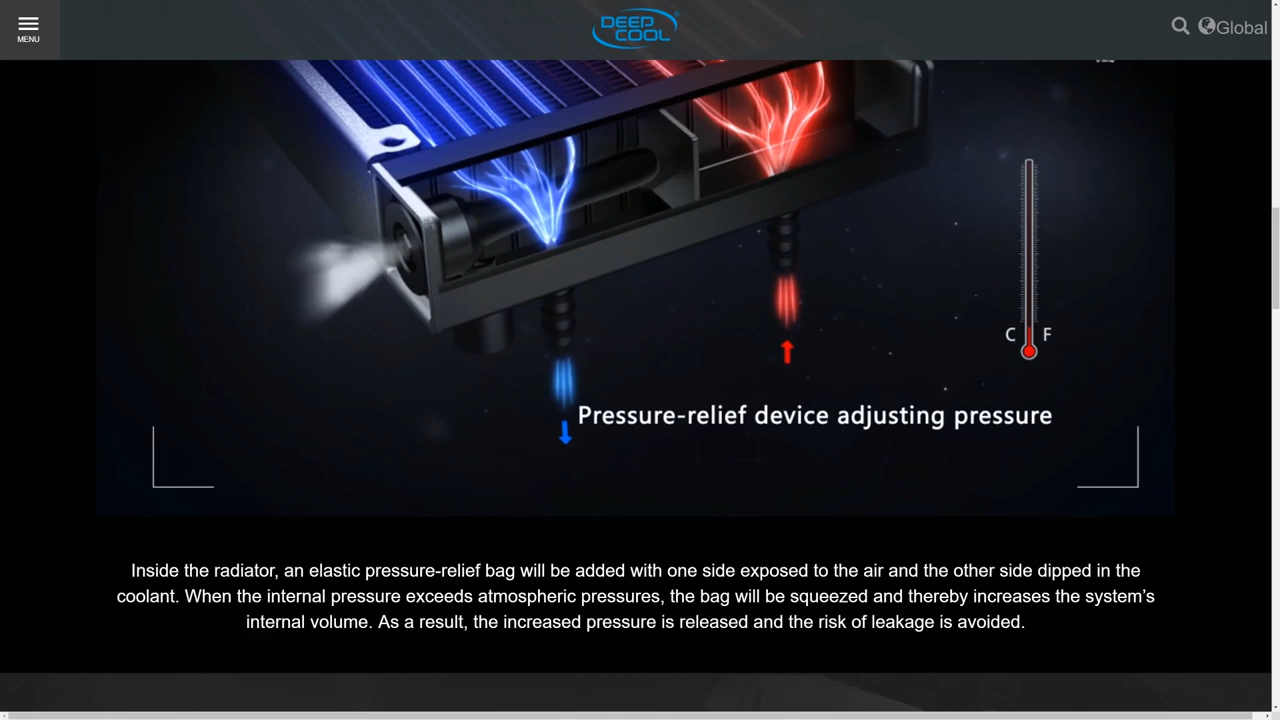 MENU
DEEP
COOL
Global
C F
Pressure-relief device adjusting pressure
Inside the radiator, an elastic pressure-relief bag will be added with one side exposed to the air and the other side dipped in the
coolant. When the internal pressure exceeds atmospheric pressures, the bag will be squeezed and thereby increases the system’s
internal volume. As a result, the increased pressure is released and the risk of leakage is avoided.